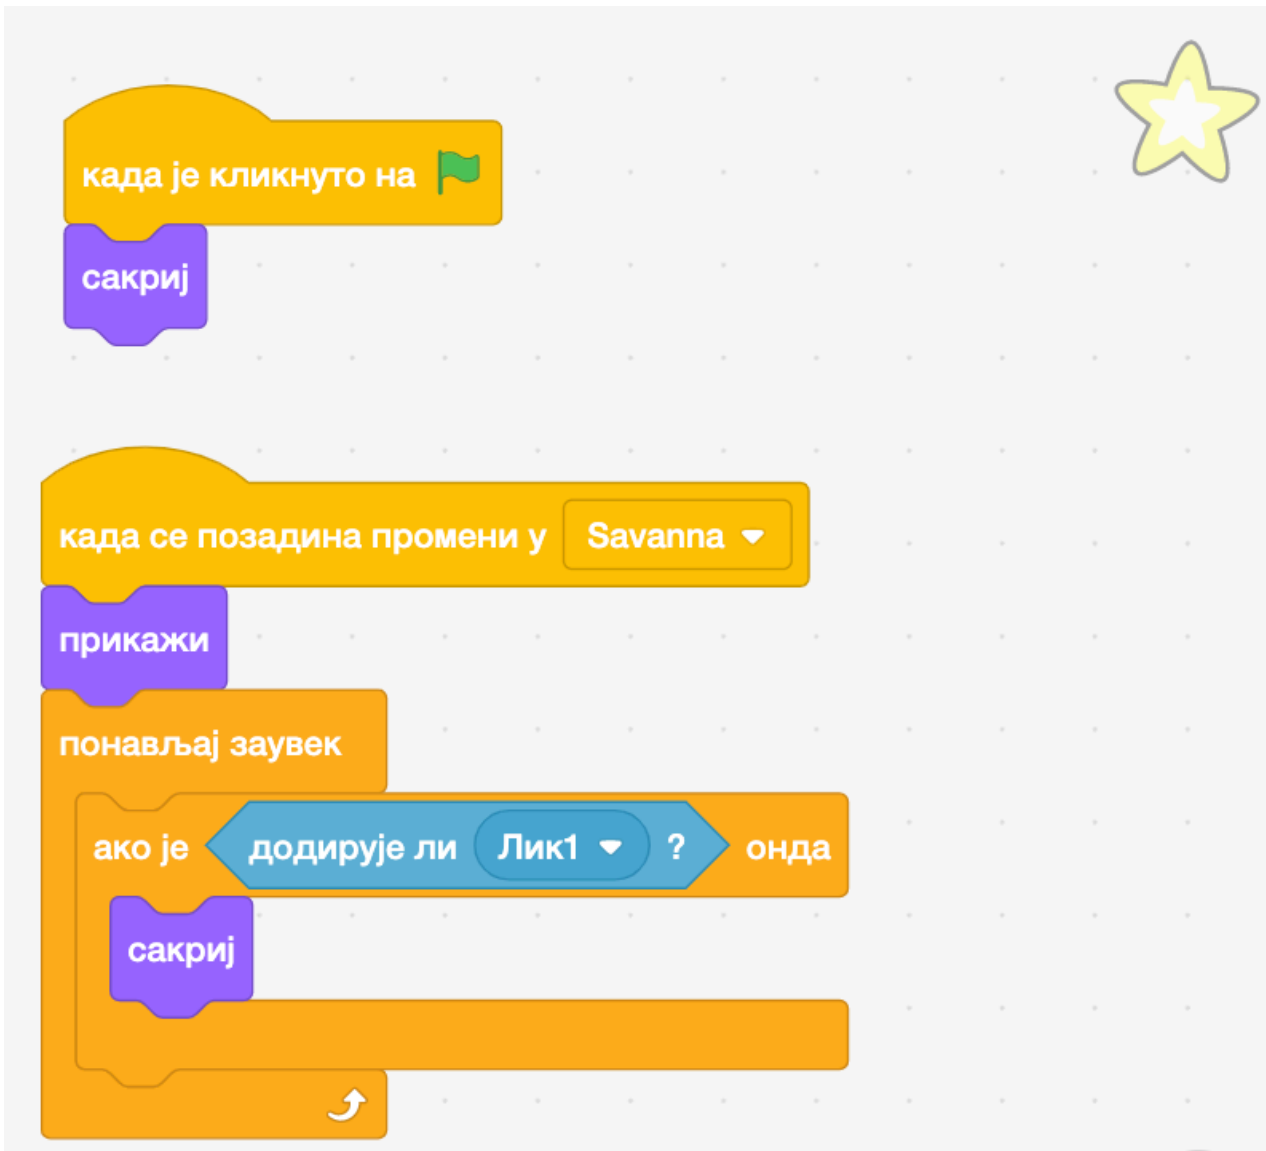 када је кликнуто на
сакриј
када се позадина промени у Savanna
прикажи
понављај заувек
ако је додирује ли Лик1 ? онда
сакриј